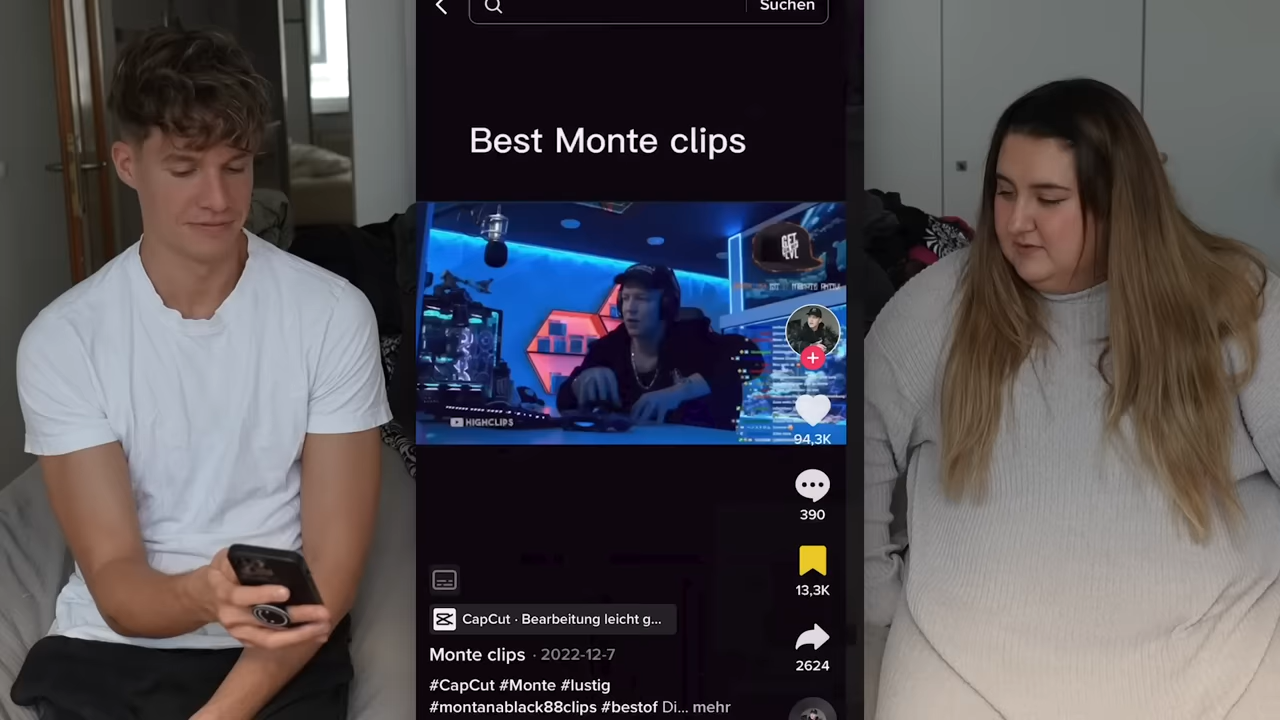 Suchen
Best Monte clips
GET
HIGHCLIPS
94,3K
390
13,3K
CapCut · Bearbeitung leicht g...
Monte clips · 2022-12-7
2624
#CapCut #Monte #lustig
#montanablack88clips #bestof Di... mehr